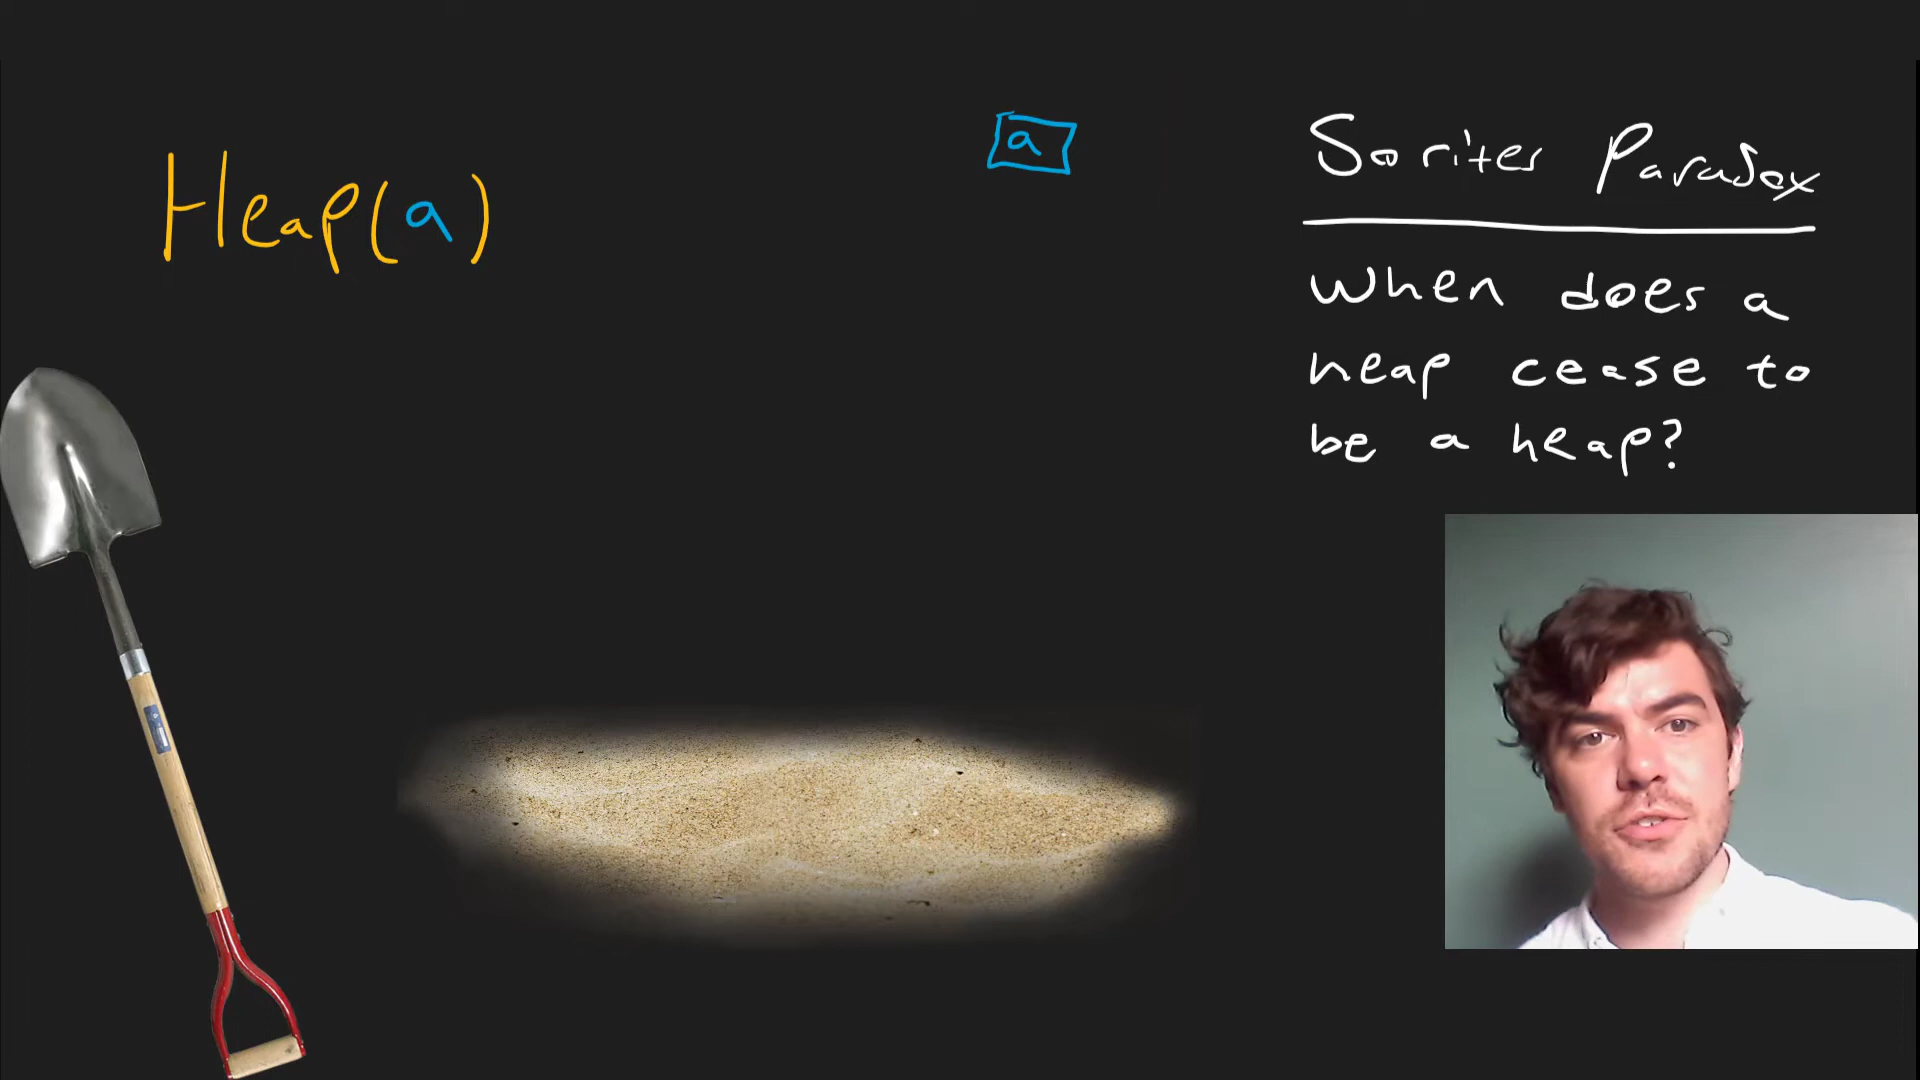 Heap(a)
a
Sorites Paradox
When does a
heap cease to
be a heap?